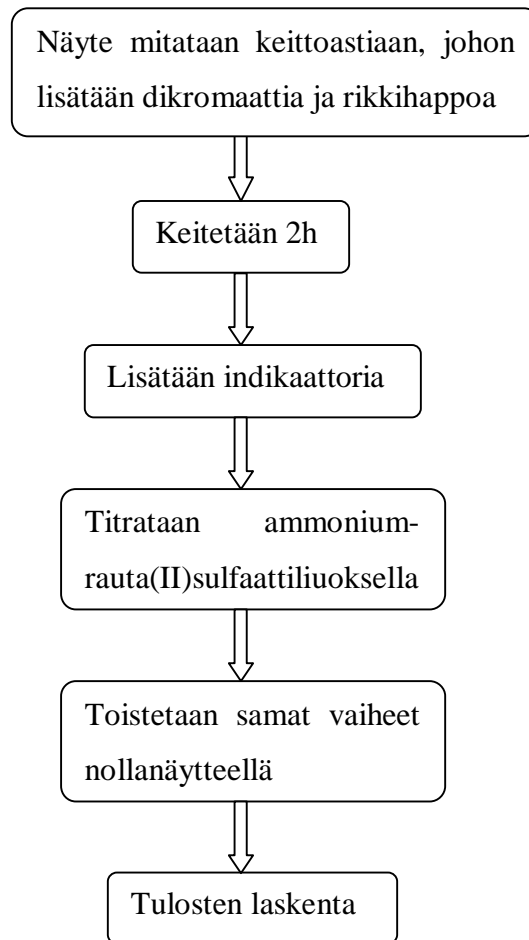 Näyte mitataan keittoastiaan, johon
lisätään dikromaattia ja rikkihappoa
Keitetään 2h
Lisätään indikaattoria
Titrataan ammonium-
rauta(II)sulfaattiliuoksella
Toistetaan samat vaiheet
nollanäytteellä
Tulosten laskenta